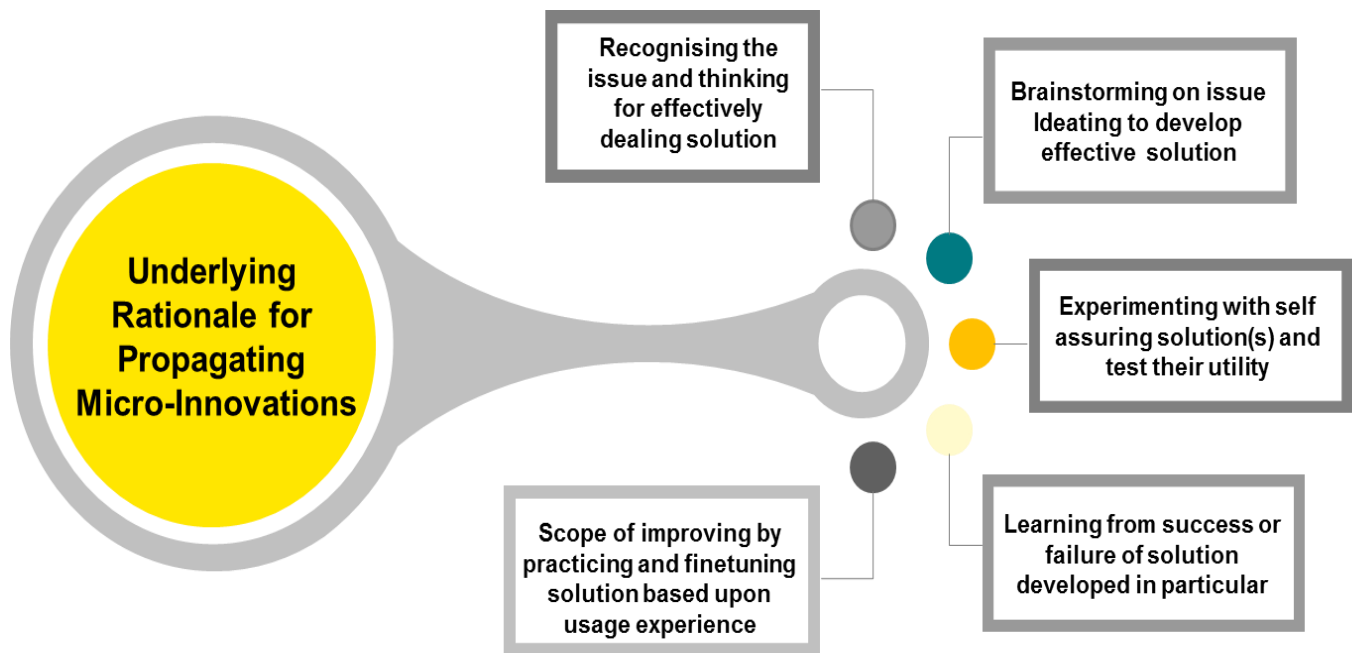 Underlying
Rationale for
Propagating
Micro-Innovations
Recognising the
issue and thinking
for effectively
dealing solution
Brainstorming on issue
Ideating to develop
effective solution
Experimenting with self
assuring solution(s) and
test their utility
Learning from success or
failure of solution
developed in particular
Scope of improving by
practicing and finetuning
solution based upon
usage experience